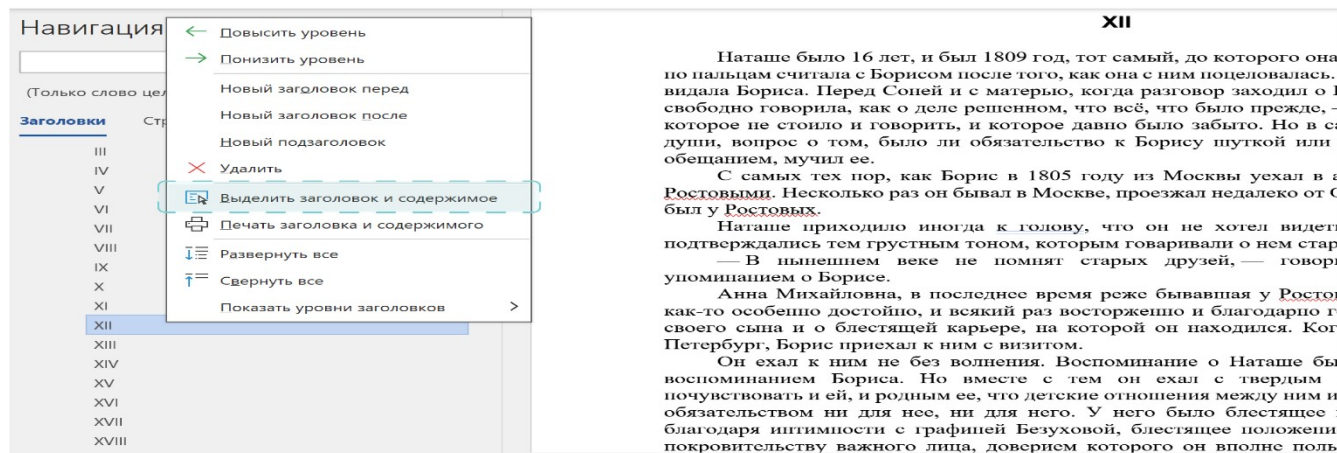 Навигация
(Только слово цел
Заголовки Стр
III
IV
V
VI
VII
VIII
IX
X
XI
XII
XIII
XIV
XV
XVI
XVII
XVIII
Повысить уровень
Понизить уровень
Новый заголовок перед
Новый заголовок после
Новый подзаголовок
Удалить
Выделить заголовок и содержимое
Печать заголовка и содержимого
Развернуть все
Свернуть все
Показать уровни заголовков >
XII
Наташе было 16 лет, и был 1809 год, тот самый, до которого она
по пальцам считала с Борисом после того, как она с ним поцеловалась.
видала Бориса. Перед Соней и с матерью, когда разговор заходил о
свободно говорила, как о деле решенном, что всё, что было прежде, –
которое не стоило и говорить, и которое давно было забыто. Но в са
души, вопрос о том, было ли обязательство к Борису шуткой или
обещанием, мучил ее.
С самых тех пор, как Борис в 1805 году из Москвы уехал в а
Ростовыми. Несколько раз он бывал в Москве, проезжал недалеко от О
был у Ростовых.
Наташе приходило иногда к голову, что он не хотел видеть
подтверждались тем грустным тоном, которым говаривали о нем стар
— В нынешнем веке не помнят старых друзей, — говори
упоминанием о Борисе.
Анна Михайловна, в последнее время реже бывавшая у Ростов
как-то особенно достойно, и всякий раз восторженно и благодарно г
своего сына и о блестящей карьере, на которой он находился. Ког
Петербург, Борис приехал к ним с визитом.
Он ехал к ним не без волнения. Воспоминание о Наташе бы
воспоминанием Бориса. Но вместе с тем он ехал с твердым
почувствовать и ей, и родным ее, что детские отношения между ним и
обязательством ни для нее, ни для него. У него было блестящее
благодаря интимности с графиней Безуховой, блестящее положени
покровительству важного лица, доверием которого он вполне поль